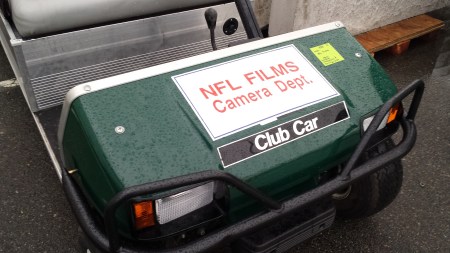 NFL FILMS
Camera Dept.
Club Car